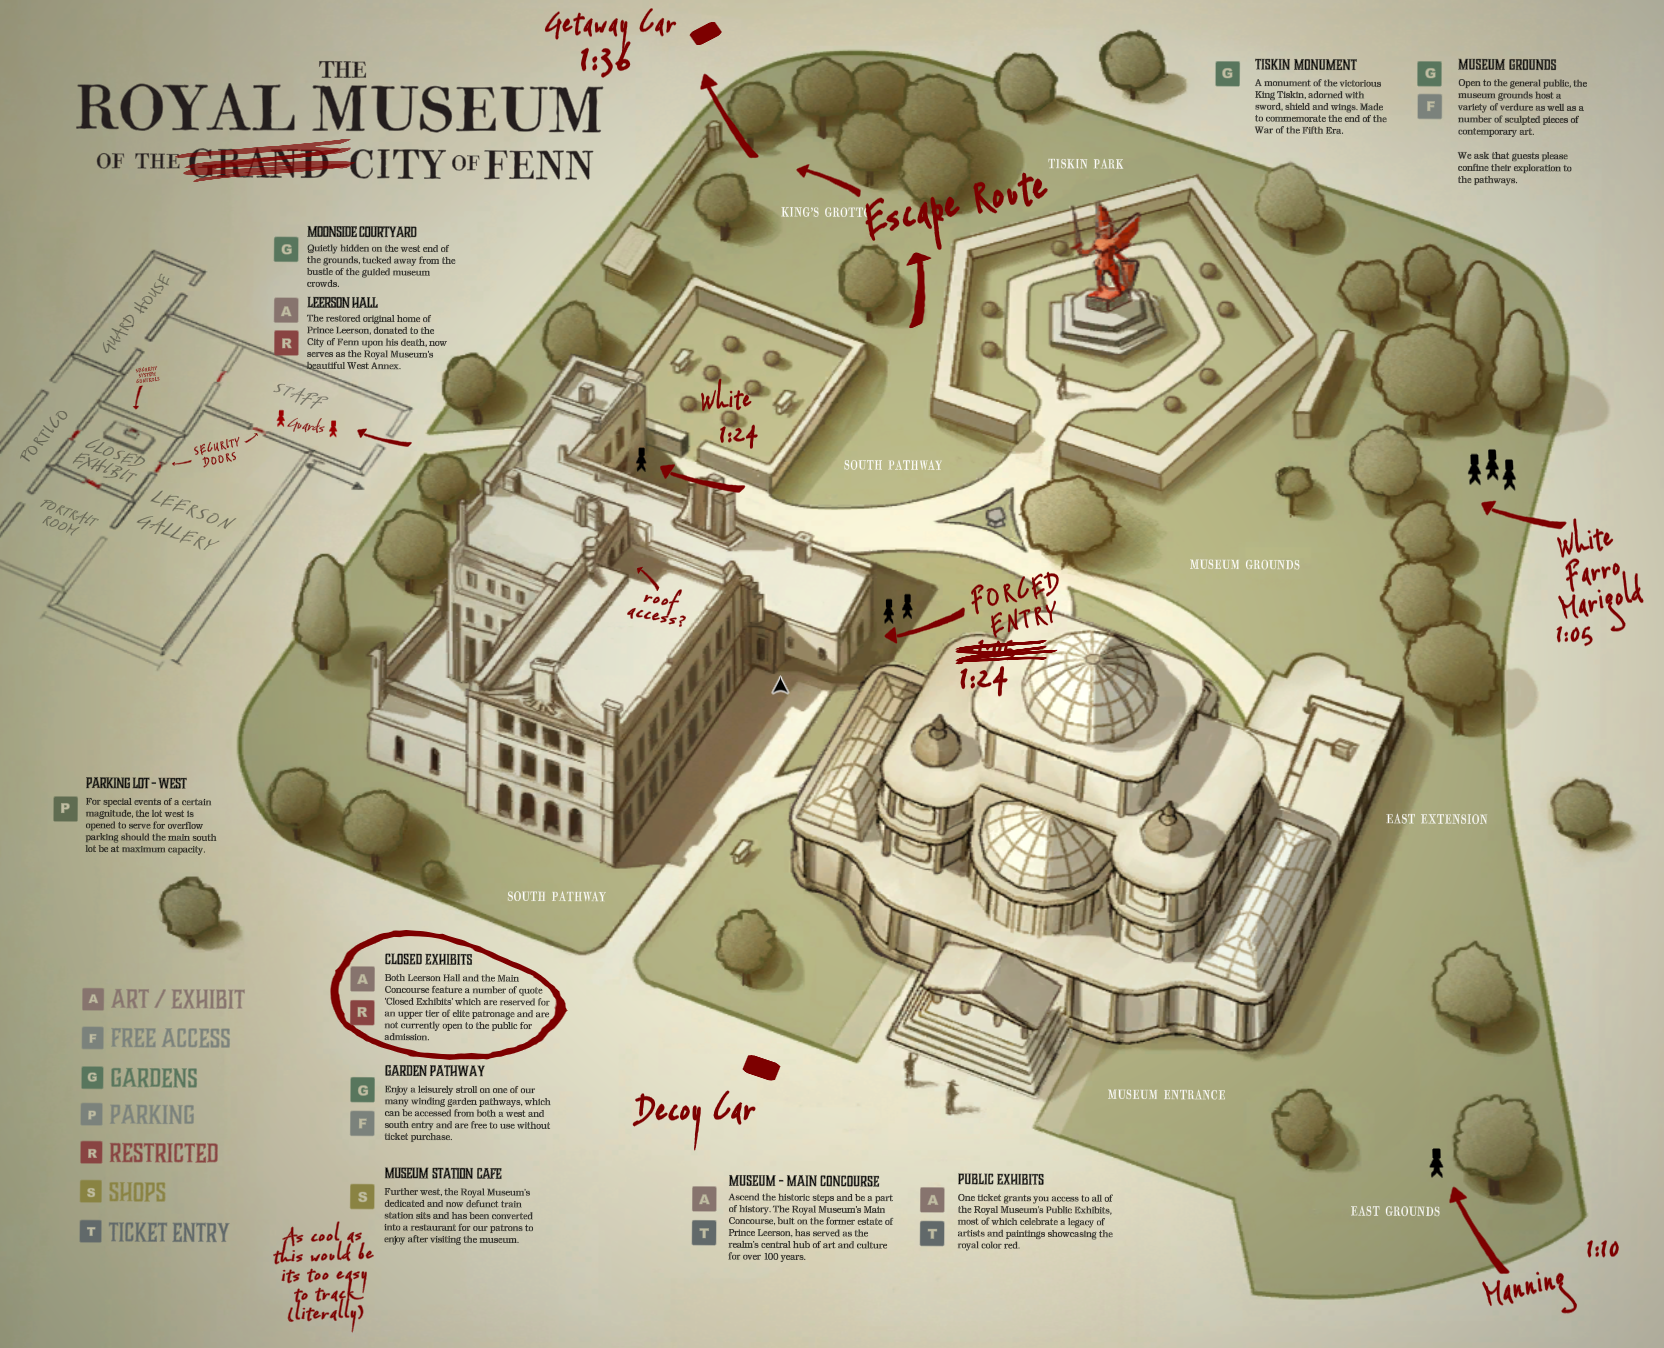 Getaway Car
1:36
THE
ROYAL MUSEUM
OF THE GRAND CITY OF FENN
G
TISKIN MONUMENT
A monument of the victorious
King Tiskin, adorned with
sword, shield and wings. Made
to commemorate the end of the
War of the Fifth Era.
G
F
MUSEUM GROUNDS
Open to the general public, the
museum grounds host a
variety of verdure as well as a
number of sculpted pieces of
contemporary art.
We ask that guests please
confine their exploration to
the pathways.
TISKIN PARK
KING'S GROTTO
Escape Route
G
MOONSIDE COURTYARD
Quietly hidden on the west end of
the grounds, tucked away from the
bustle of the guided museum
crowds.
A
R
LEERSON HALL
The restored original home of
Prince Leerson, donated to the
City of Fenn upon his death, now
serves as the Royal Museum's
beautiful West Annex.
GUARD HOUSE
SECURITY
SYSTEM
CONTROLS
STAFF
Guards
PORTICO
CLOSED
EXHIBIT
SECURITY
DOORS
PORTRAIT
ROOM
LEERSON
GALLERY
White
1:24
SOUTH PATHWAY
MUSEUM GROUNDS
White
Farro
Marigold
1:05
roof
access?
FORCED
ENTRY
1:24
EAST EXTENSION
P
PARKING LOT - WEST
For special events of a certain
magnitude, the lot west is
opened to serve for overflow
parking should the main south
lot be at maximum capacity.
SOUTH PATHWAY
A
R
CLOSED EXHIBITS
Both Leerson Hall and the Main
Concourse feature a number of quote
'Closed Exhibits' which are reserved for
an upper tier of elite patronage and are
not currently open to the public for
admission.
A ART / EXHIBIT
F FREE ACCESS
G GARDENS
P PARKING
R RESTRICTED
S SHOPS
T TICKET ENTRY
G
F
GARDEN PATHWAY
Enjoy a leisurely stroll on one of our
many winding garden pathways, which
can be accessed from both a west and
south entry and are free to use without
ticket purchase.
S
MUSEUM STATION CAFE
Further west, the Royal Museum's
dedicated and now defunct train
station sits and has been converted
into a restaurant for our patrons to
enjoy after visiting the museum.
As cool as
this would be
its too easy
to track
(literally)
Decoy Car
MUSEUM ENTRANCE
A
T
MUSEUM - MAIN CONCOURSE
Ascend the historic steps and be a part
of history. The Royal Museum's Main
Concourse, buit on the former estate of
Prince Leerson, has served as the
realm's central hub of art and culture
for over 100 years.
A
T
PUBLIC EXHIBITS
One ticket grants you access to all of
the Royal Museum's Public Exhibits,
most of which celebrate a legacy of
artists and paintings showcasing the
royal color red.
EAST GROUNDS
1:10
Manning